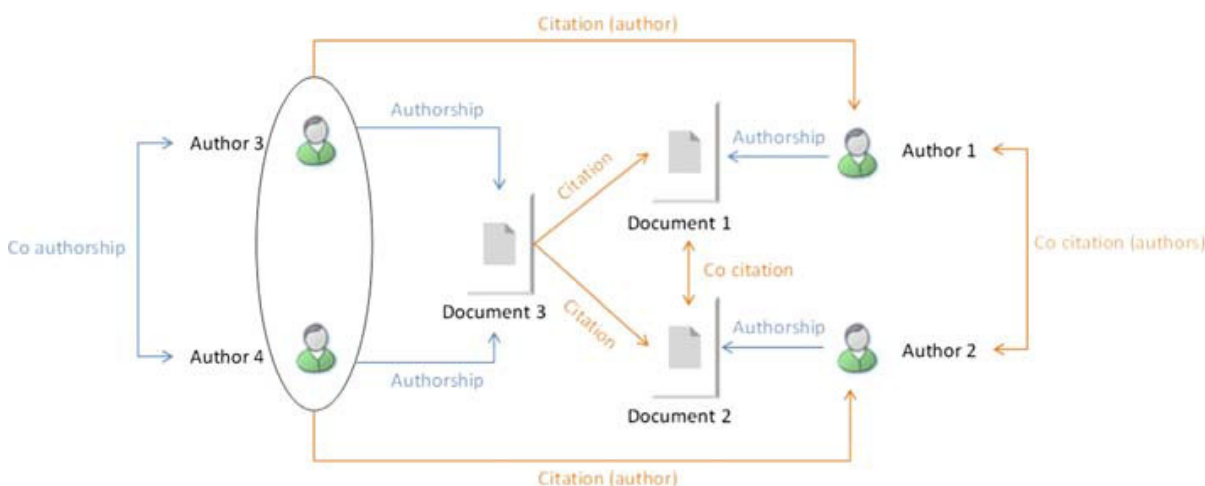 Citation (author)
Authorship
Author 3
Citation
Authorship
Author 1
Document 1
Co authorship
Co citation (authors)
Co citation
Document 3
Citation
Authorship
Author 4
Author 2
Authorship
Document 2
Citation (author)